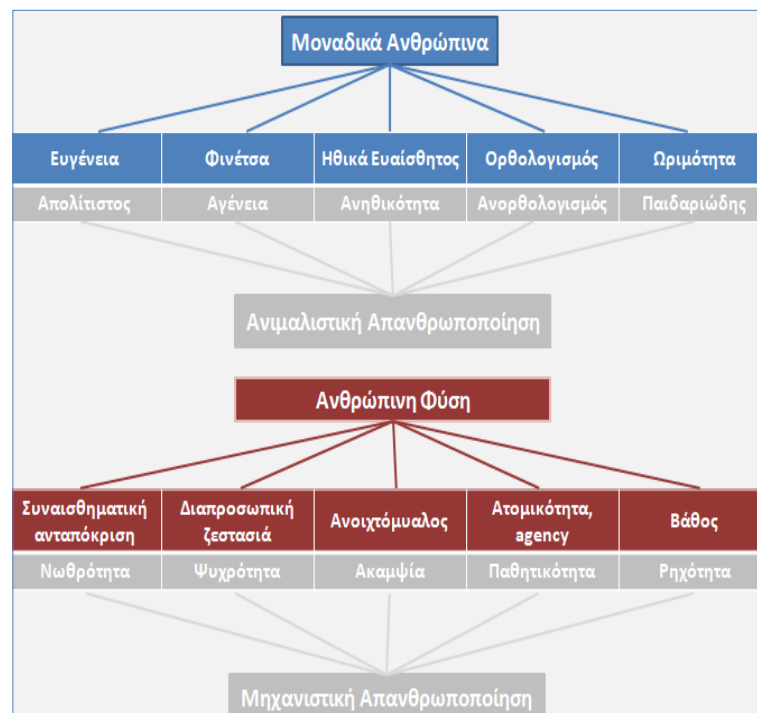 Μοναδικά Ανθρώπινα
Ευγένεια Φινέτσα Ηθικά Ευαίσθητος Ορθολογισμός Ωριμότητα
Απολίτιστος Αγένεια Ανηθικότητα Ανορθολογισμός Παιδαριώδης
Ανιμαλιστική Απανθρωποποίηση
Ανθρώπινη Φύση
Συναισθηματική ανταπόκριση
Διαπροσωπική ζεστασιά
Ανοιχτόμυαλος
Ατομικότητα, agency
Βάθος
Νωθρότητα Ψυχρότητα Ακαμψία Παθητικότητα Ρηχότητα
Μηχανιστική Απανθρωποποίηση